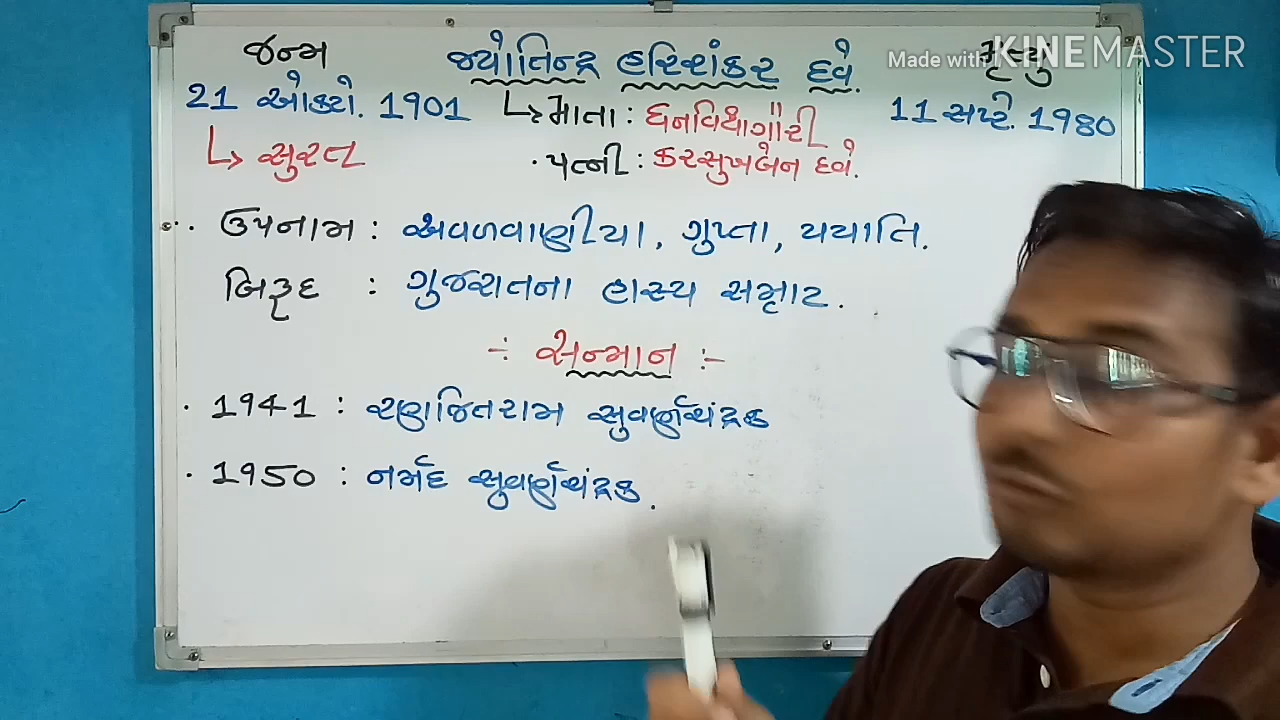 જન્મ જ્યોતિન્દ્ર હરિશંકર દવે. મૃત્યુ
Made with KINEMASTER
21 ઓક્ટો. 1901 ↳ માતા : ધનવિદ્યાગૌરી 11 સપ્ટે. 1980
↳ સુરત · પત્ની : કરસુખબેન દવે.
· ઉપનામ : અવળવાણીયા, ગુપ્તા, યયાતિ.
બિરૂદ : ગુજરાતના હાસ્ય સમ્રાટ.
-: સન્માન :-
· 1941 : રણજિતરામ સુવર્ણચંદ્રક
· 1950 : નર્મદ સુવર્ણચંદ્રક.